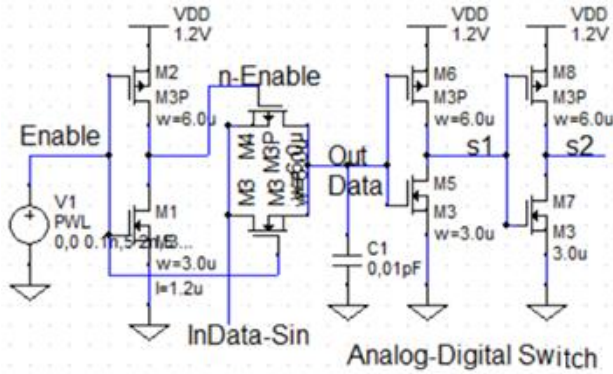 VDD
1.2V
M2
M3P
w=6.0u
n-Enable
Enable
V1
PWL
M1
w=3.0u
l=1.2u
M4
M3P
M3
M3
InData-Sin
Out
Data
C1
0,01pF
VDD
1.2V
M6
M3P
w=6.0u
s1
M5
M3
w=3.0u
VDD
1.2V
M8
M3P
w=6.0u
s2
M7
M3
3.0u
Analog-Digital Switch